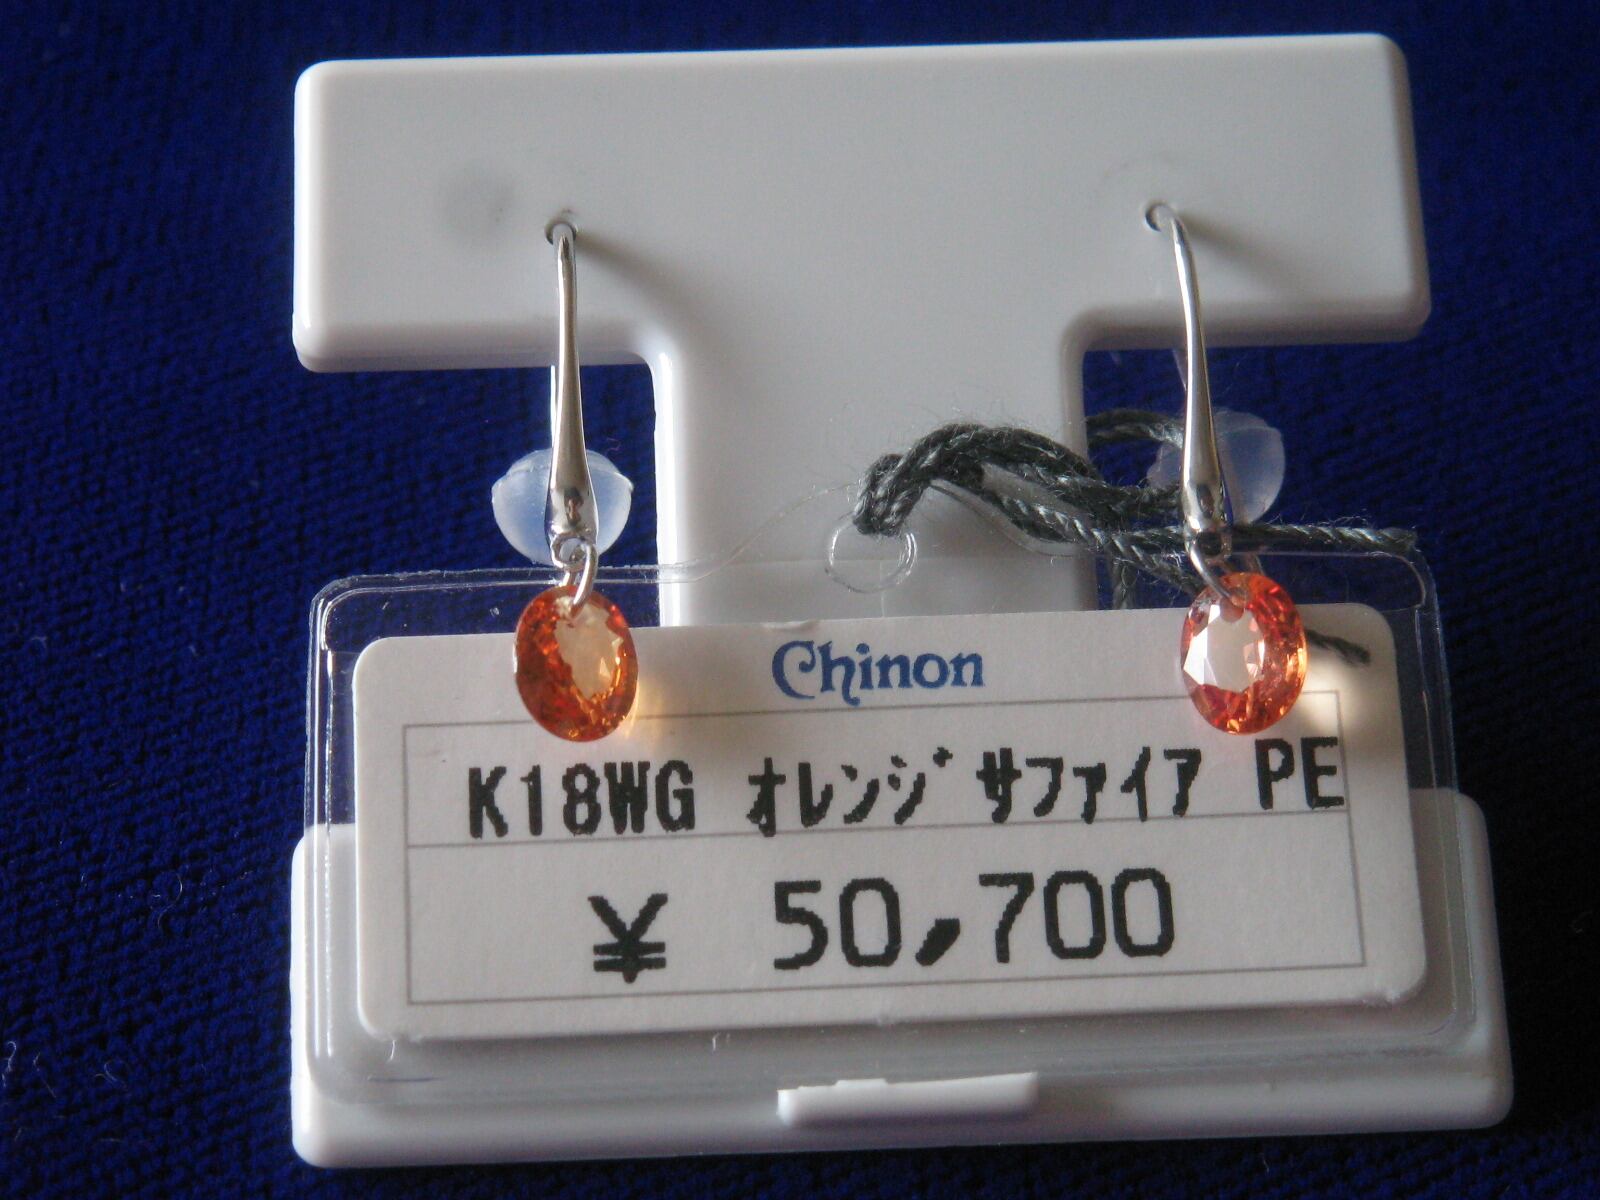 Chinon
K18WG ｵﾚﾝｼﾞｻﾌｧｲｱ PE
¥ 50,700